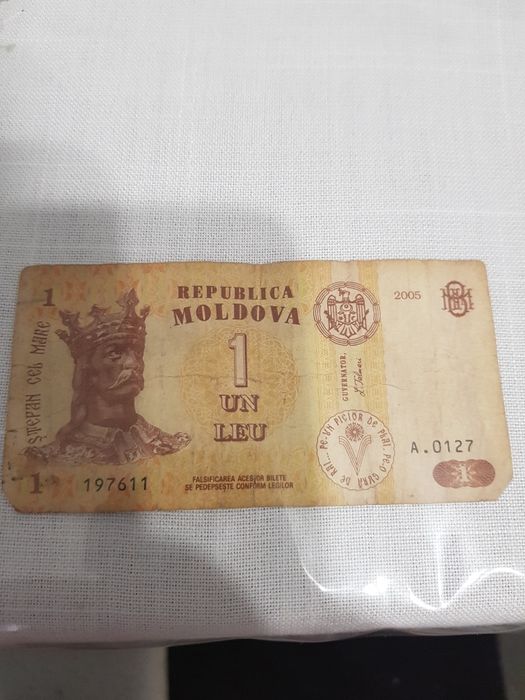 1
REPUBLICA
MOLDOVA
2005
ŞTEFAN CEL MARE
1
UN
LEU
GUVERNATOR,
PE-UN PICIOR DE PLAI, PE-O GURĂ DE RAI...
A.0127
1
197611
FALSIFICAREA ACESTOR BILETE
SE PEDEPSEŞTE CONFORM LEGILOR
1